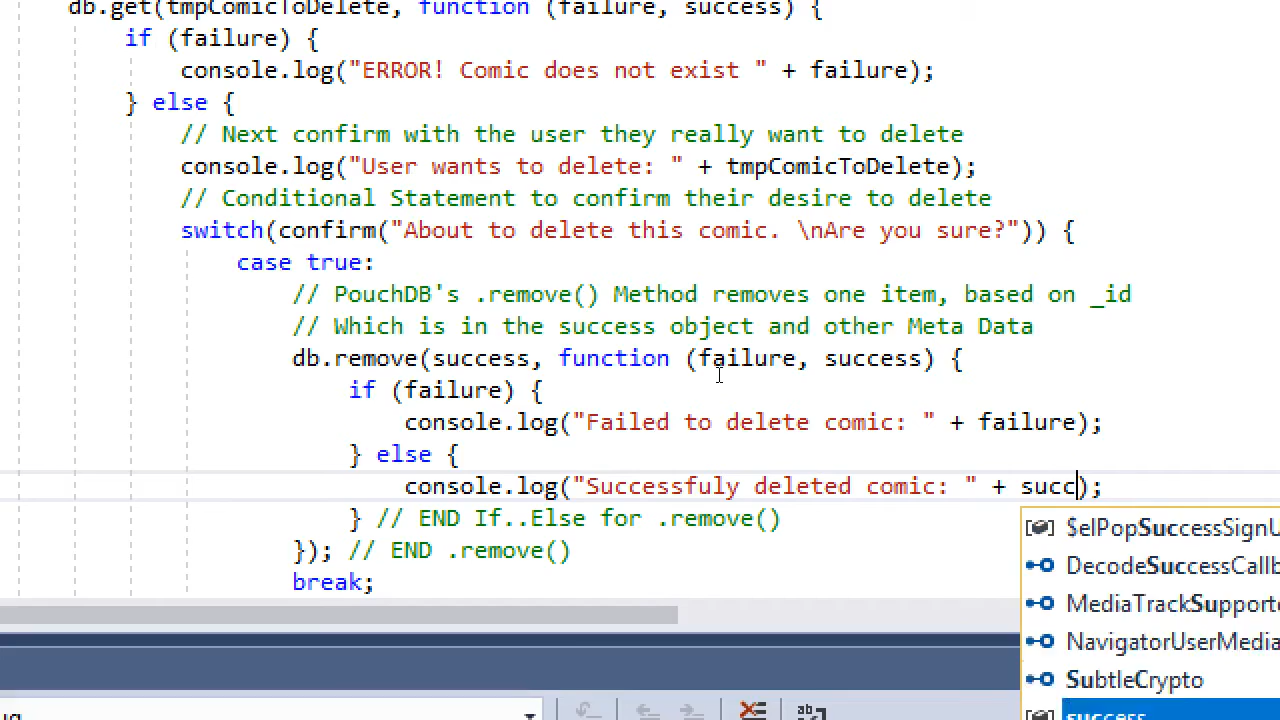 db.get(tmpComicToDelete, function (failure, success) {
if (failure) {
console.log("ERROR! Comic does not exist " + failure);
} else {
// Next confirm with the user they really want to delete
console.log("User wants to delete: " + tmpComicToDelete);
// Conditional Statement to confirm their desire to delete
switch(confirm("About to delete this comic. \nAre you sure?")) {
case true:
// PouchDB's .remove() Method removes one item, based on _id
// Which is in the success object and other Meta Data
db.remove(success, function (failure, success) {
if (failure) {
console.log("Failed to delete comic: " + failure);
} else {
console.log("Successfuly deleted comic: " + succ);
} // END If..Else for .remove()
}); // END .remove()
break;
$elPopSuccessSignU
DecodeSuccessCallb
MediaTrackSupporte
NavigatorUserMedia
SubtleCrypto
success